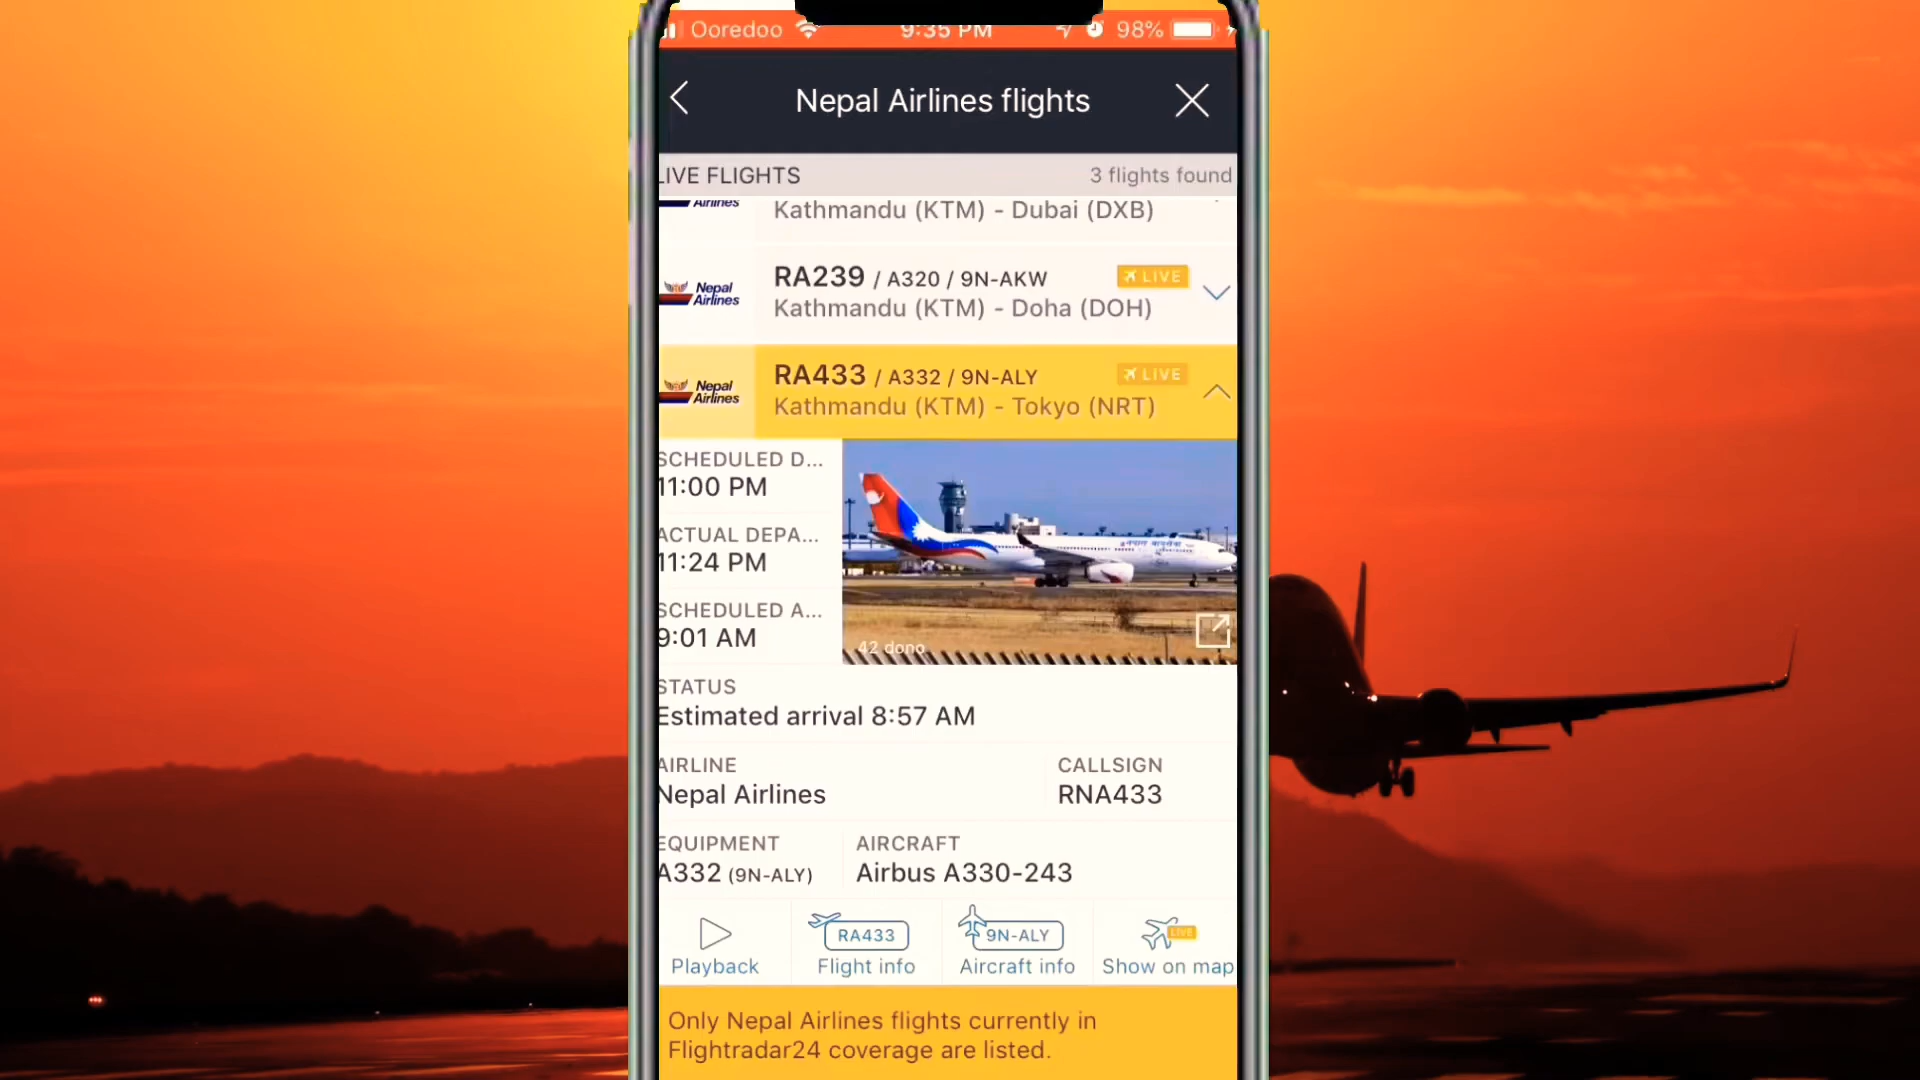 Ooredoo 9:35 PM 98%
Nepal Airlines flights
LIVE FLIGHTS 3 flights found
Airlines
Kathmandu (KTM) - Dubai (DXB)
Nepal Airlines
RA239 / A320 / 9N-AKW LIVE
Kathmandu (KTM) - Doha (DOH)
Nepal Airlines
RA433 / A332 / 9N-ALY LIVE
Kathmandu (KTM) - Tokyo (NRT)
SCHEDULED D...
11:00 PM
ACTUAL DEPA...
11:24 PM
SCHEDULED A...
9:01 AM
42 dono
STATUS
Estimated arrival 8:57 AM
AIRLINE CALLSIGN
Nepal Airlines RNA433
EQUIPMENT AIRCRAFT
A332 (9N-ALY) Airbus A330-243
RA433 9N-ALY LIVE
Playback Flight info Aircraft info Show on map
Only Nepal Airlines flights currently in
Flightradar24 coverage are listed.